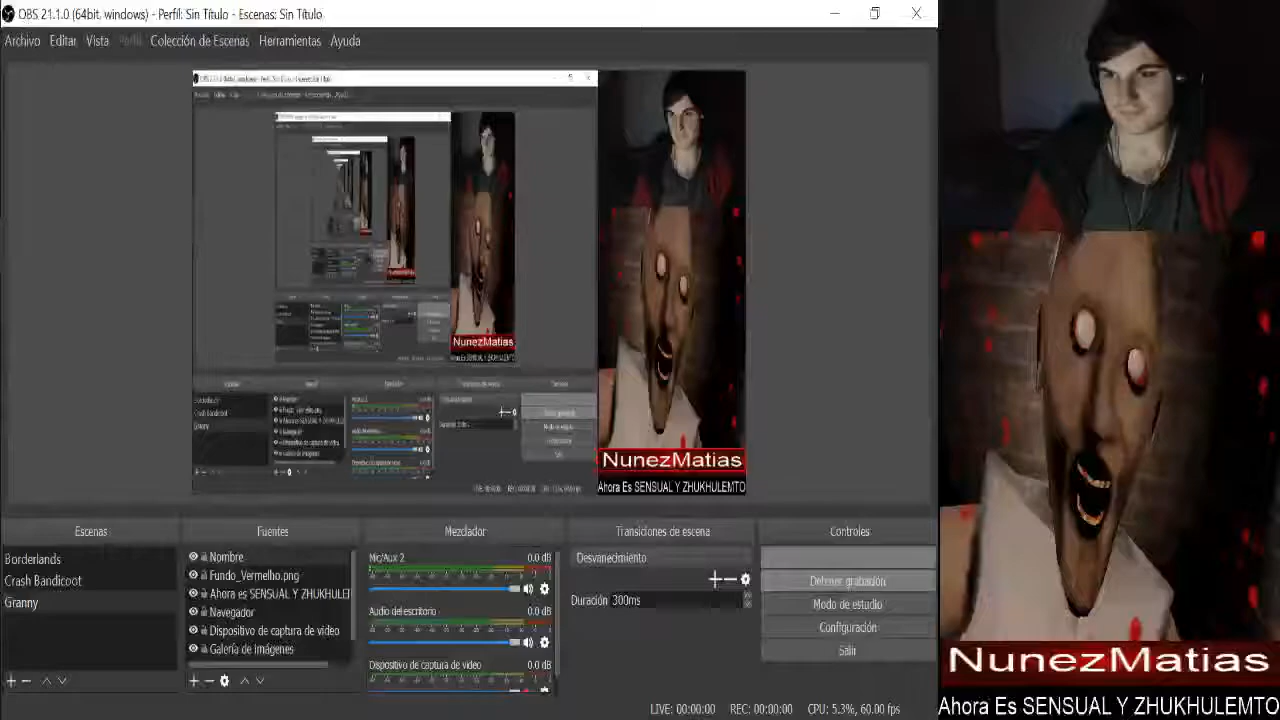 OBS 21.1.0 (64bit, windows) - Perfil: Sin Título - Escenas: Sin Título
Archivo Editar Vista Perfil Colección de Escenas Herramientas Ayuda
NunezMatias
NunezMatias
Ahora Es SENSUAL Y ZHUKHULEMTO
Escenas
Borderlands
Crash Bandicoot
Granny
Fuentes
Nombre
Fundo_Vermelho.png
Ahora es SENSUAL Y ZHUKHULEI
Navegador
Dispositivo de captura de video
Galería de imágenes
Mezclador
Mic/Aux 2 0.0 dB
Audio del escritorio 0.0 dB
Dispositivo de captura de video 0.0 dB
Transiciones de escena
Desvanecimiento
Duración 300ms
Controles
Detener grabación
Modo de estudio
Configuración
Salir
LIVE: 00:00:00 REC: 00:00:00 CPU: 5.3%, 60.00 fps
NunezMatias
Ahora Es SENSUAL Y ZHUKHULEMTO